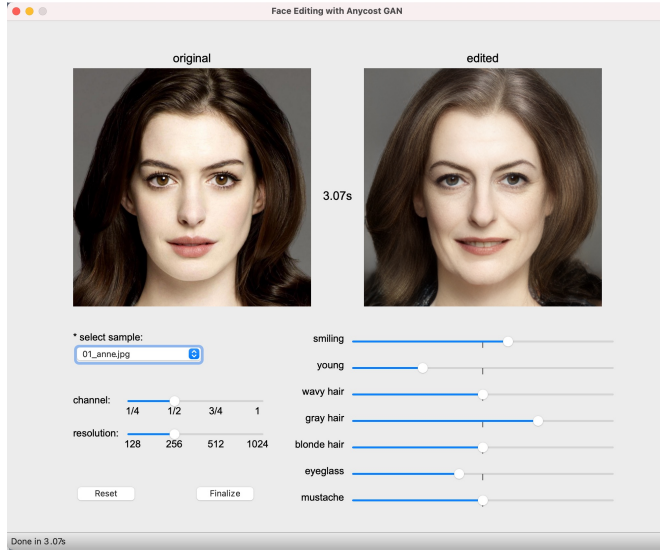 Face Editing with Anycost GAN
original
edited
3.07s
* select sample:
01_anne.jpg
channel:
1/4 1/2 3/4 1
resolution:
128 256 512 1024
Reset
Finalize
smiling
young
wavy hair
gray hair
blonde hair
eyeglass
mustache
Done in 3.07s